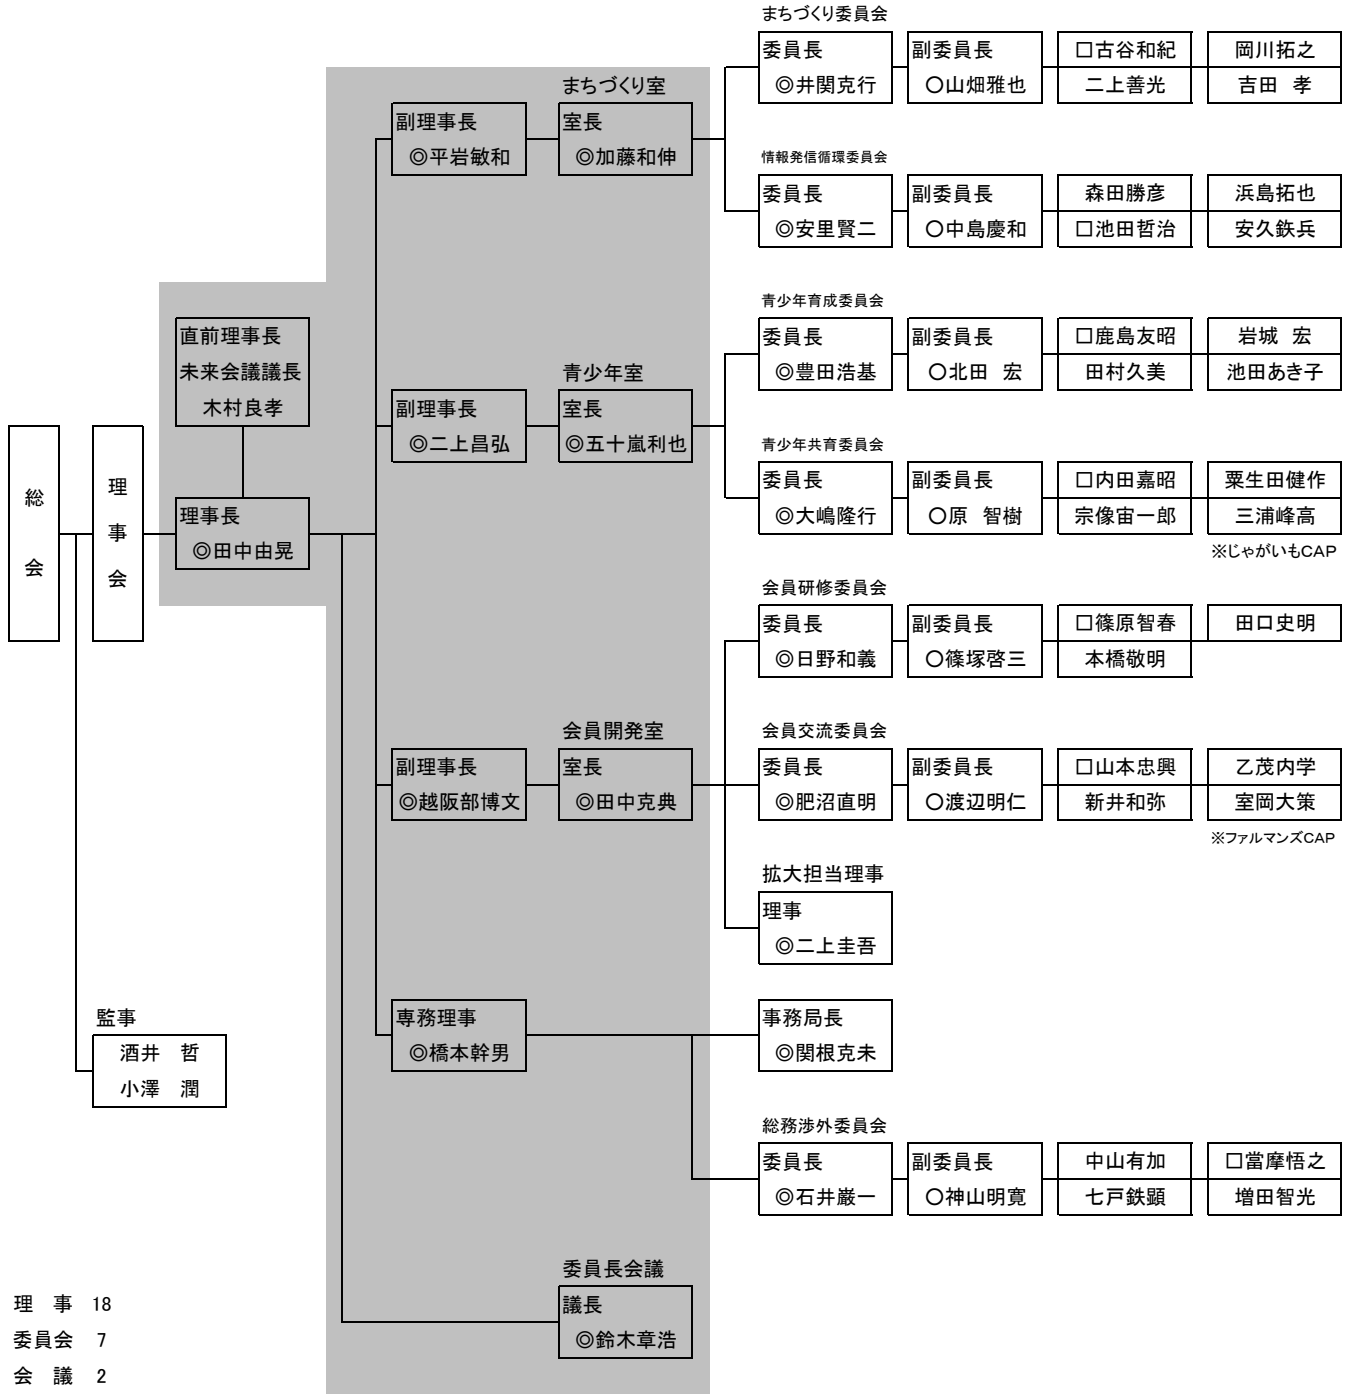 総
会
理
事
会
直前理事長
未来会議議長
木村良孝
理事長
◎田中由晃
監事
酒井 哲
小澤 潤
副理事長
◎平岩敏和
まちづくり室
室長
◎加藤和伸
まちづくり委員会
委員長
◎井関克行
副委員長
○山畑雅也
□古谷和紀
二上善光
岡川拓之
吉田 孝
情報発信循環委員会
委員長
◎安里賢二
副委員長
○中島慶和
森田勝彦
□池田哲治
浜島拓也
安久鉄兵
副理事長
◎二上昌弘
青少年室
室長
◎五十嵐利也
青少年育成委員会
委員長
◎豊田浩基
副委員長
○北田 宏
□鹿島友昭
田村久美
岩城 宏
池田あき子
青少年共育委員会
委員長
◎大嶋隆行
副委員長
○原 智樹
□内田嘉昭
宗像宙一郎
粟生田健作
三浦峰高
※じゃがいもCAP
副理事長
◎越阪部博文
会員開発室
室長
◎田中克典
会員研修委員会
委員長
◎日野和義
副委員長
○篠塚啓三
□篠原智春
本橋敬明
田口史明
会員交流委員会
委員長
◎肥沼直明
副委員長
○渡辺明仁
□山本忠興
新井和弥
乙茂内学
室岡大策
※ファルマンズCAP
拡大担当理事
理事
◎二上圭吾
専務理事
◎橋本幹男
事務局長
◎関根克未
総務渉外委員会
委員長
◎石井巌一
副委員長
○神山明寛
中山有加
七戸鉄顕
□當摩悟之
増田智光
委員長会議
議長
◎鈴木章浩
理 事 18
委員会 7
会 議 2